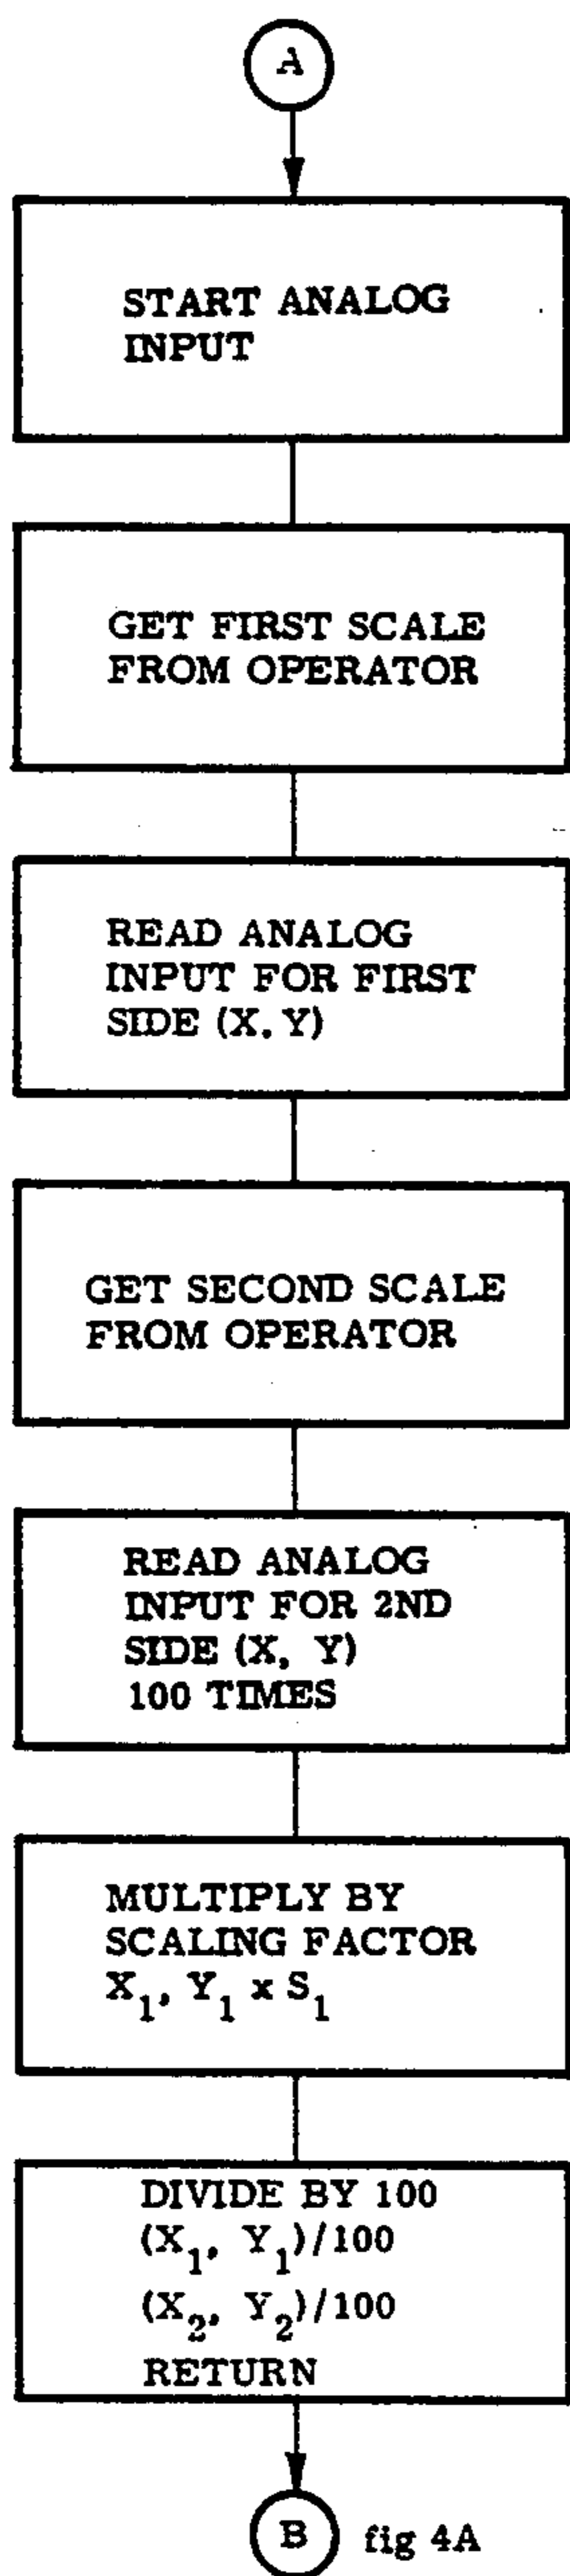 A
START ANALOG
INPUT
GET FIRST SCALE
FROM OPERATOR
READ ANALOG
INPUT FOR FIRST
SIDE (X. Y)
GET SECOND SCALE
FROM OPERATOR
READ ANALOG
INPUT FOR 2ND
SIDE (X, Y)
100 TIMES
MULTIPLY BY
SCALING FACTOR
X₁, Y₁ x S₁
DIVIDE BY 100
(X₁, Y₁)/100
(X₂, Y₂)/100
RETURN
B fig 4A